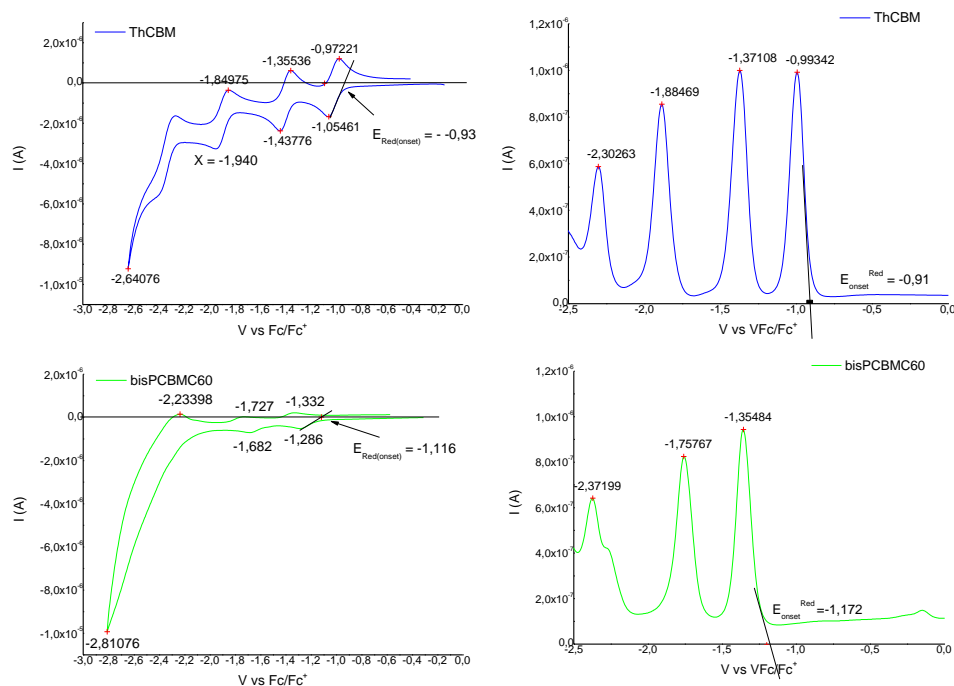 ThCBM
2,0x10⁻⁶
0,0
-2,0x10⁻⁶
-4,0x10⁻⁶
-6,0x10⁻⁶
-8,0x10⁻⁶
-1,0x10⁻⁵
I (A)
-0,97221
-1,35536
-1,84975
-1,05461
-1,43776
E Red(onset) = - -0,93
X = -1,940
-2,64076
-3,0 -2,8 -2,6 -2,4 -2,2 -2,0 -1,8 -1,6 -1,4 -1,2 -1,0 -0,8 -0,6 -0,4 -0,2 0,0
V vs Fc/Fc⁺
ThCBM
1,2x10⁻⁶
1,0x10⁻⁶
8,0x10⁻⁷
6,0x10⁻⁷
4,0x10⁻⁷
2,0x10⁻⁷
0,0
I (A)
-1,37108
-0,99342
-1,88469
-2,30263
E onset Red = -0,91
-2,5 -2,0 -1,5 -1,0 -0,5 0,0
V vs VFc/Fc⁺
bisPCBMC60
2,0x10⁻⁶
0,0
-2,0x10⁻⁶
-4,0x10⁻⁶
-6,0x10⁻⁶
-8,0x10⁻⁶
-1,0x10⁻⁵
I (A)
-2,23398
-1,727
-1,332
-1,682
-1,286
E Red(onset) = -1,116
-2,81076
-3,0 -2,8 -2,6 -2,4 -2,2 -2,0 -1,8 -1,6 -1,4 -1,2 -1,0 -0,8 -0,6 -0,4 -0,2 0,0
V vs Fc/Fc⁺
bisPCBMC60
1,2x10⁻⁶
1,0x10⁻⁶
8,0x10⁻⁷
6,0x10⁻⁷
4,0x10⁻⁷
2,0x10⁻⁷
0,0
I (A)
-1,35484
-1,75767
-2,37199
E onset Red =-1,172
-2,5 -2,0 -1,5 -1,0 -0,5 0,0
V vs VFc/Fc⁺